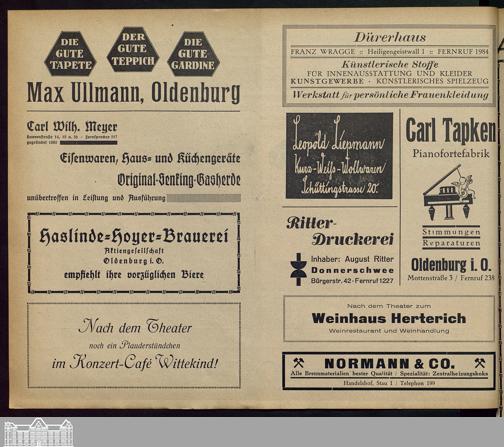 DIE
GUTE
TAPETE
DER
GUTE
TEPPICH
DIE
GUTE
GARDINE
Max Ullmann, Oldenburg
Carl Wilh. Meyer
Eisenwaren, Haus- und Küchengeräte
Original-Senking-Gasherde
unübertroffen in Leistung und Ausführung
Haslinde-Hoyer-Brauerei
Aktiengesellschaft
Oldenburg i. O.
empfiehlt ihre vorzüglichen Biere
Nach dem Theater
noch ein Plauderstündchen
im Konzert-Café Wittekind!
Dürerhaus
FRANZ WRAGGE :: Heiligengeistwall 1 :: FERNRUF 1984
Künstlerische Stoffe
FÜR INNENAUSSTATTUNG UND KLEIDER
KUNSTGEWERBE · KÜNSTLERISCHES SPIELZEUG
Werkstatt für persönliche Frauenkleidung
Leopold Liepmann
Kurz-Weiß-Wollwaren
Schüttingstrasse 20.
Carl Tapken
Pianofortefabrik
Stimmungen
Reparaturen
Oldenburg i. O.
Mottenstraße 3 / Fernruf 238
Ritter-
Druckerei
Inhaber: August Ritter
Donnerschwee
Bürgerstr. 42 - Fernruf 1227
Nach dem Theater zum
Weinhaus Herterich
Weinrestaurant und Weinhandlung
NORMANN & CO.
Alle Brennmaterialien bester Qualität / Spezialität: Zentralheizungskoks
Handelshof, Stau 1 / Telephon 199